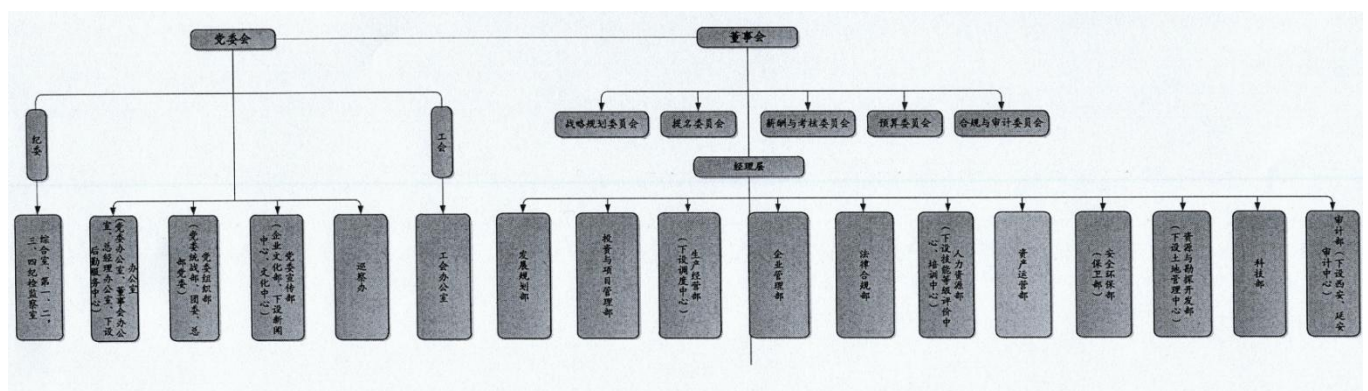 党委会
董事会
战略规划委员会
提名委员会
薪酬与考核委员会
预算委员会
合规与审计委员会
纪委
工会
经理层
综合室、第一、二、
三、四纪检监察室
办公室
(党委办公室、董事会办公
室、总经理办公室、下设
后勤服务中心)
党委组织部
(党委统战部、团委、总
部党委)
党委宣传部
(企业文化部、下设新闻
中心、文化中心)
巡察办
工会办公室
发展规划部
投资与项目管理
部
生产经营部
(下设调度中心)
企业管理部
法律合规部
人力资源部
(下设技能等级评价中
心、培训中心)
资产运营部
安全环保部
(保卫部)
资源与勘探开发部
(下设土地管理中心)
科技部
审计部(下设西安、延安
审计中心)